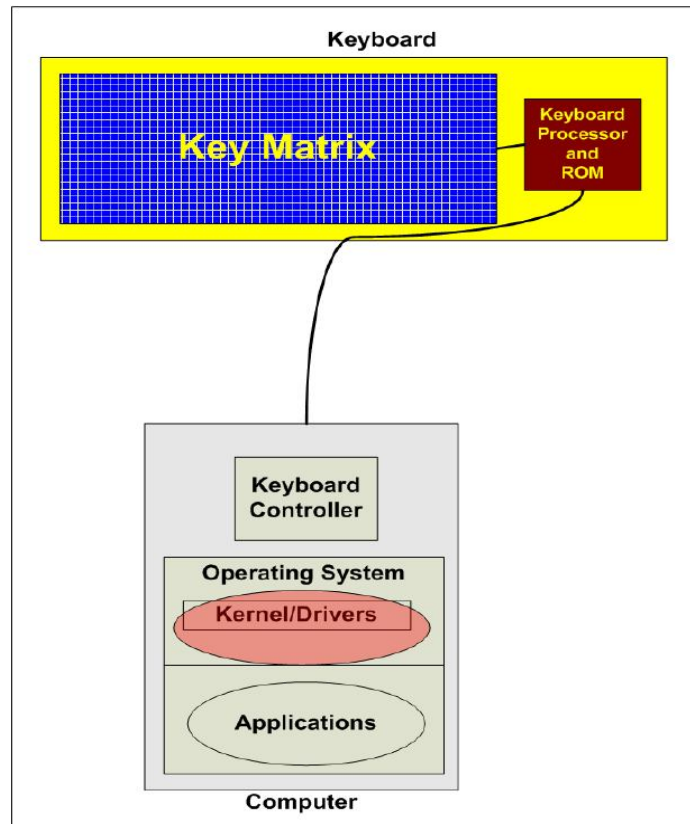 Keyboard
Key Matrix
Keyboard
Processor
and
ROM
Keyboard
Controller
Operating System
Kernel/Drivers
Applications
Computer